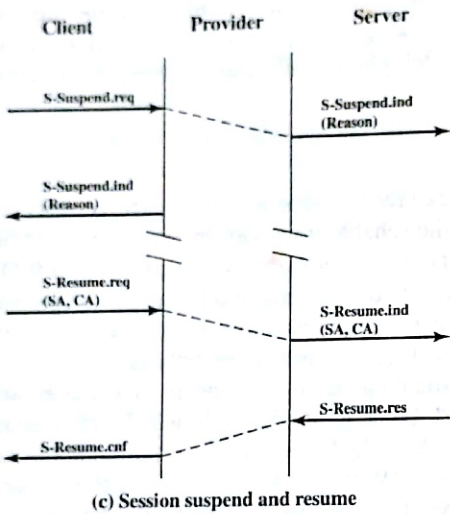 Client Provider Server
S-Suspend.req
S-Suspend.ind
(Reason)
S-Suspend.ind
(Reason)
S-Resume.req
(SA, CA)
S-Resume.ind
(SA, CA)
S-Resume.res
S-Resume.cnf
(c) Session suspend and resume